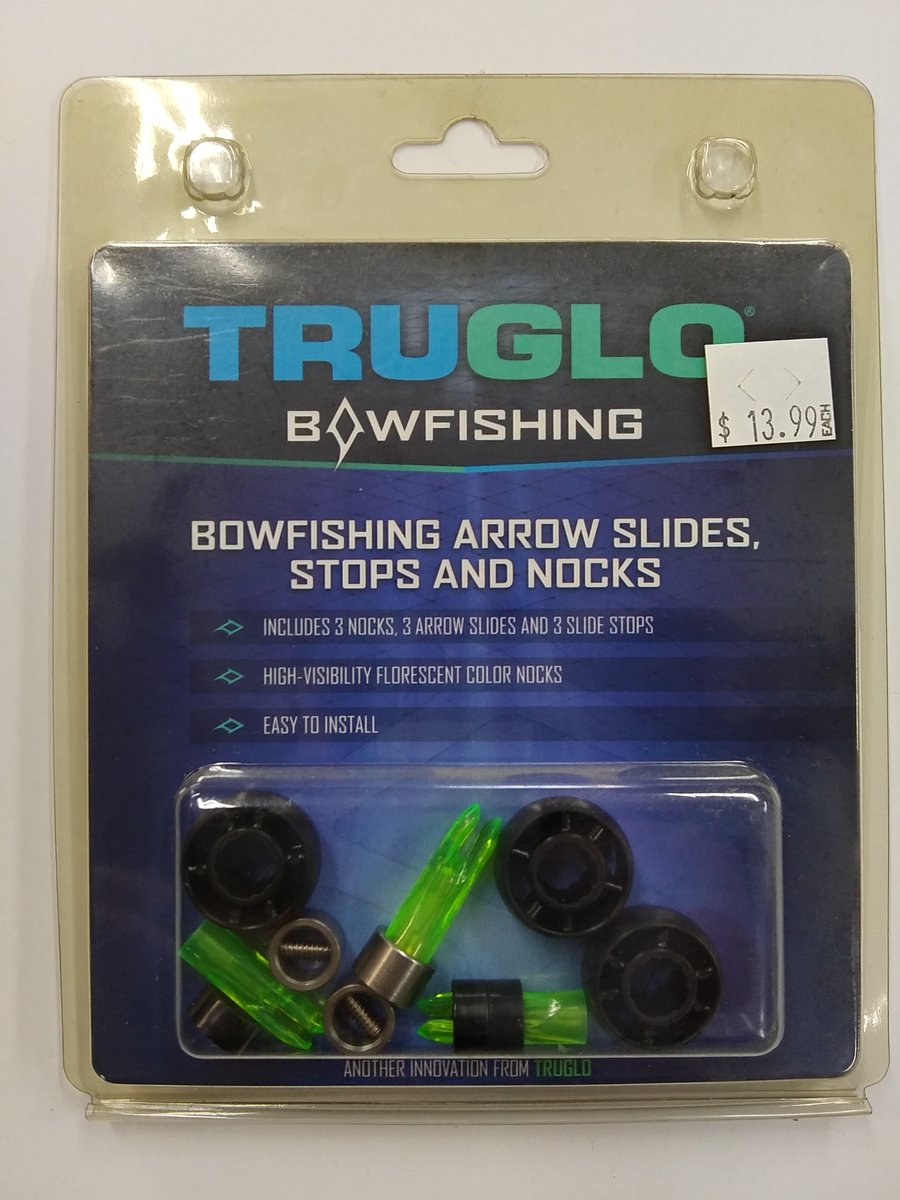 TRUGLO®
BOWFISHING
$ 13.99 EACH
BOWFISHING ARROW SLIDES,
STOPS AND NOCKS
INCLUDES 3 NOCKS, 3 ARROW SLIDES AND 3 SLIDE STOPS
HIGH-VISIBILITY FLORESCENT COLOR NOCKS
EASY TO INSTALL
ANOTHER INNOVATION FROM TRUGLO